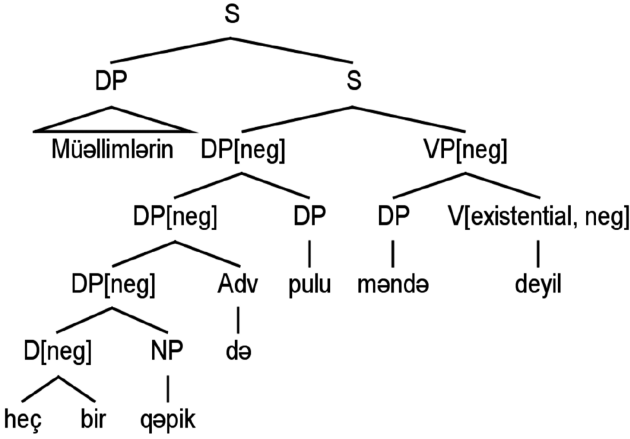 S
DP S
Müəllimlərin DP[neg] VP[neg]
DP[neg] DP DP V[existential, neg]
DP[neg] Adv pulu məndə deyil
D[neg] NP də
heç bir qəpik